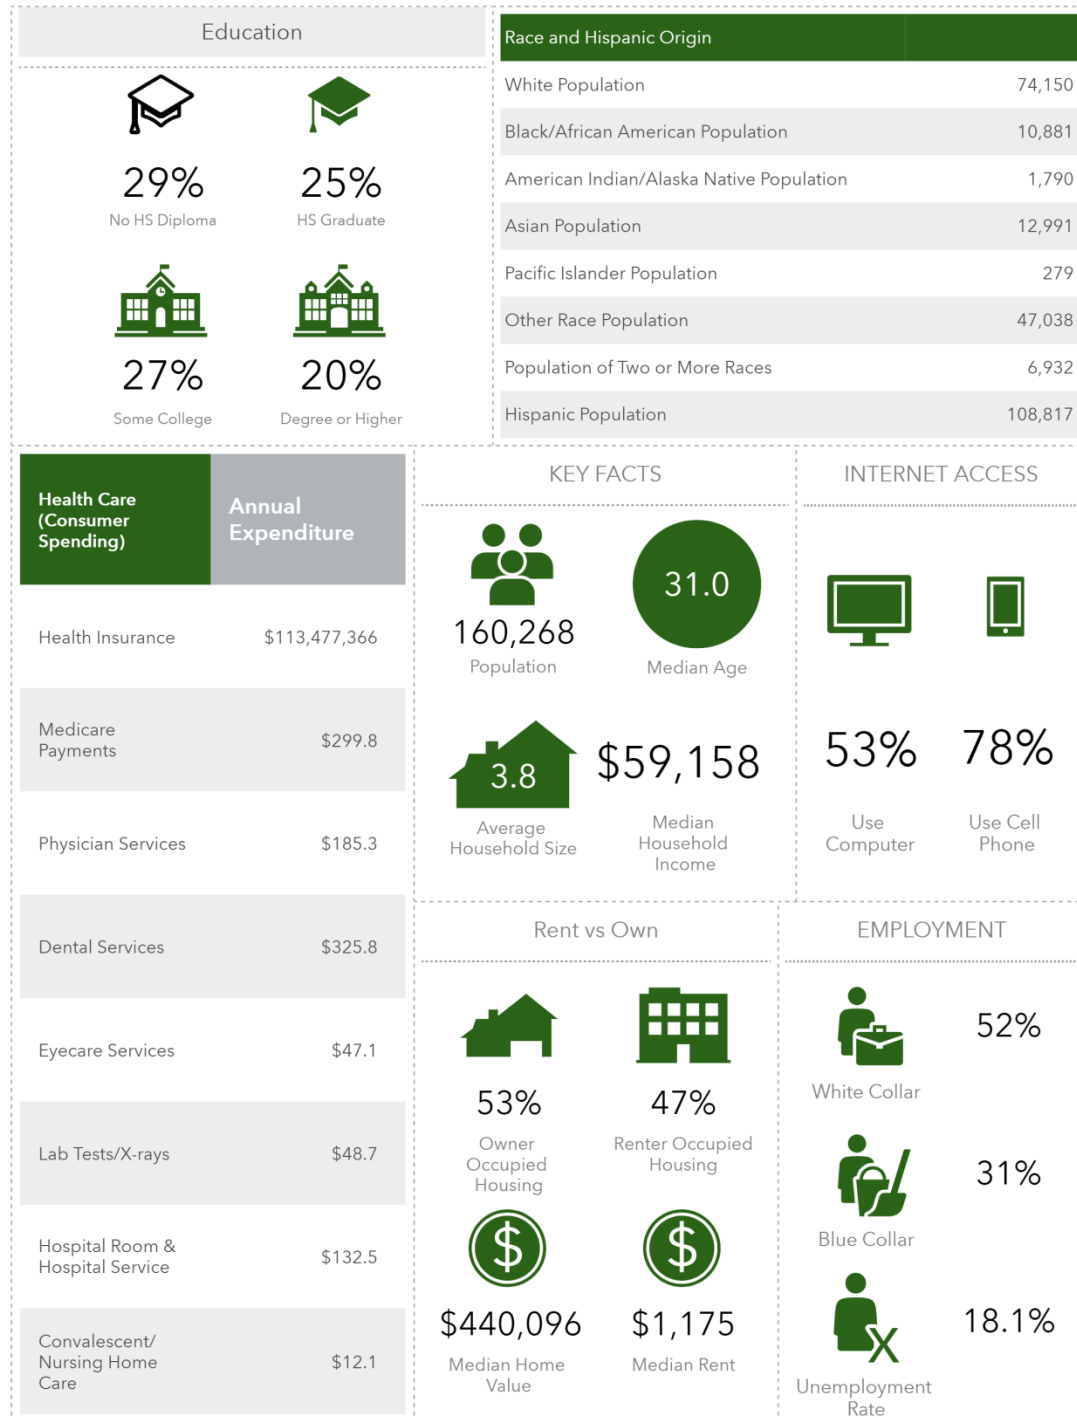 Education
29%
25%
No HS Diploma
HS Graduate
27%
20%
Some College
Degree or Higher
Race and Hispanic Origin
White Population 74,150
Black/African American Population 10,881
American Indian/Alaska Native Population 1,790
Asian Population 12,991
Pacific Islander Population 279
Other Race Population 47,038
Population of Two or More Races 6,932
Hispanic Population 108,817
Health Care
(Consumer
Spending)
Annual
Expenditure
Health Insurance $113,477,366
Medicare
Payments
$299.8
Physician Services $185.3
Dental Services $325.8
Eyecare Services $47.1
Lab Tests/X-rays $48.7
Hospital Room &
Hospital Service
$132.5
Convalescent/
Nursing Home
Care
$12.1
KEY FACTS
160,268
Population
31.0
Median Age
3.8
Average
Household Size
$59,158
Median
Household
Income
INTERNET ACCESS
53%
Use
Computer
78%
Use Cell
Phone
Rent vs Own
53%
Owner
Occupied
Housing
47%
Renter Occupied
Housing
$
$440,096
Median Home
Value
$
$1,175
Median Rent
EMPLOYMENT
52%
White Collar
31%
Blue Collar
X
18.1%
Unemployment
Rate